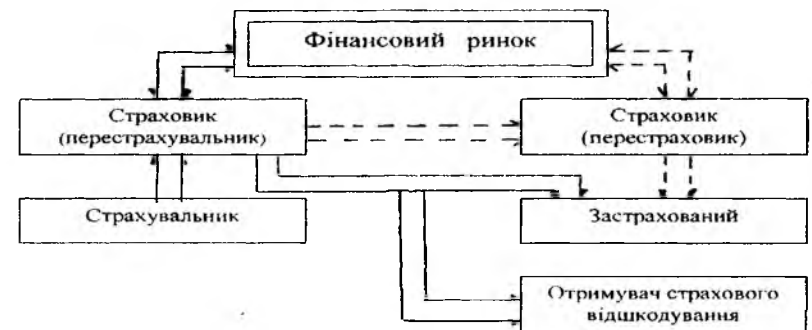 Фінансовий ринок
Страховик
(перестрахувальник)
Страховик
(перестраховик)
Страхувальник
Застрахований
Отримувач страхового
відшкодування